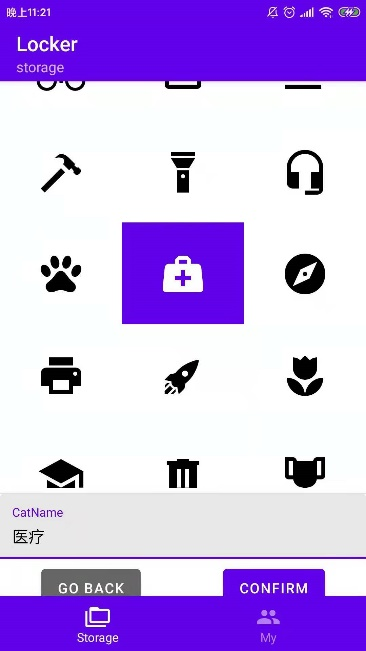 晚上11:21
Locker
storage
CatName
医疗
GO BACK
CONFIRM
Storage
My